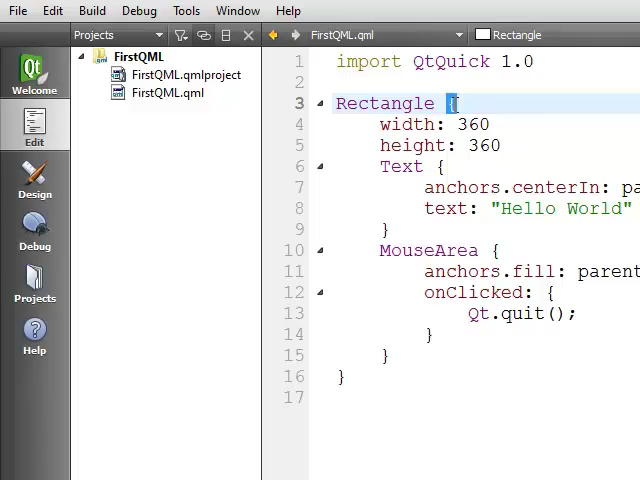 File Edit Build Debug Tools Window Help
Projects FirstQML.qml Rectangle
Qt
Welcome
Edit
Design
Debug
Projects
Help
FirstQML
FirstQML.qmlproject
FirstQML.qml
1 import QtQuick 1.0
2
3 Rectangle {
4 width: 360
5 height: 360
6 Text {
7 anchors.centerIn: pa
8 text: "Hello World"
9 }
10 MouseArea {
11 anchors.fill: parent
12 onClicked: {
13 Qt.quit();
14 }
15 }
16 }
17